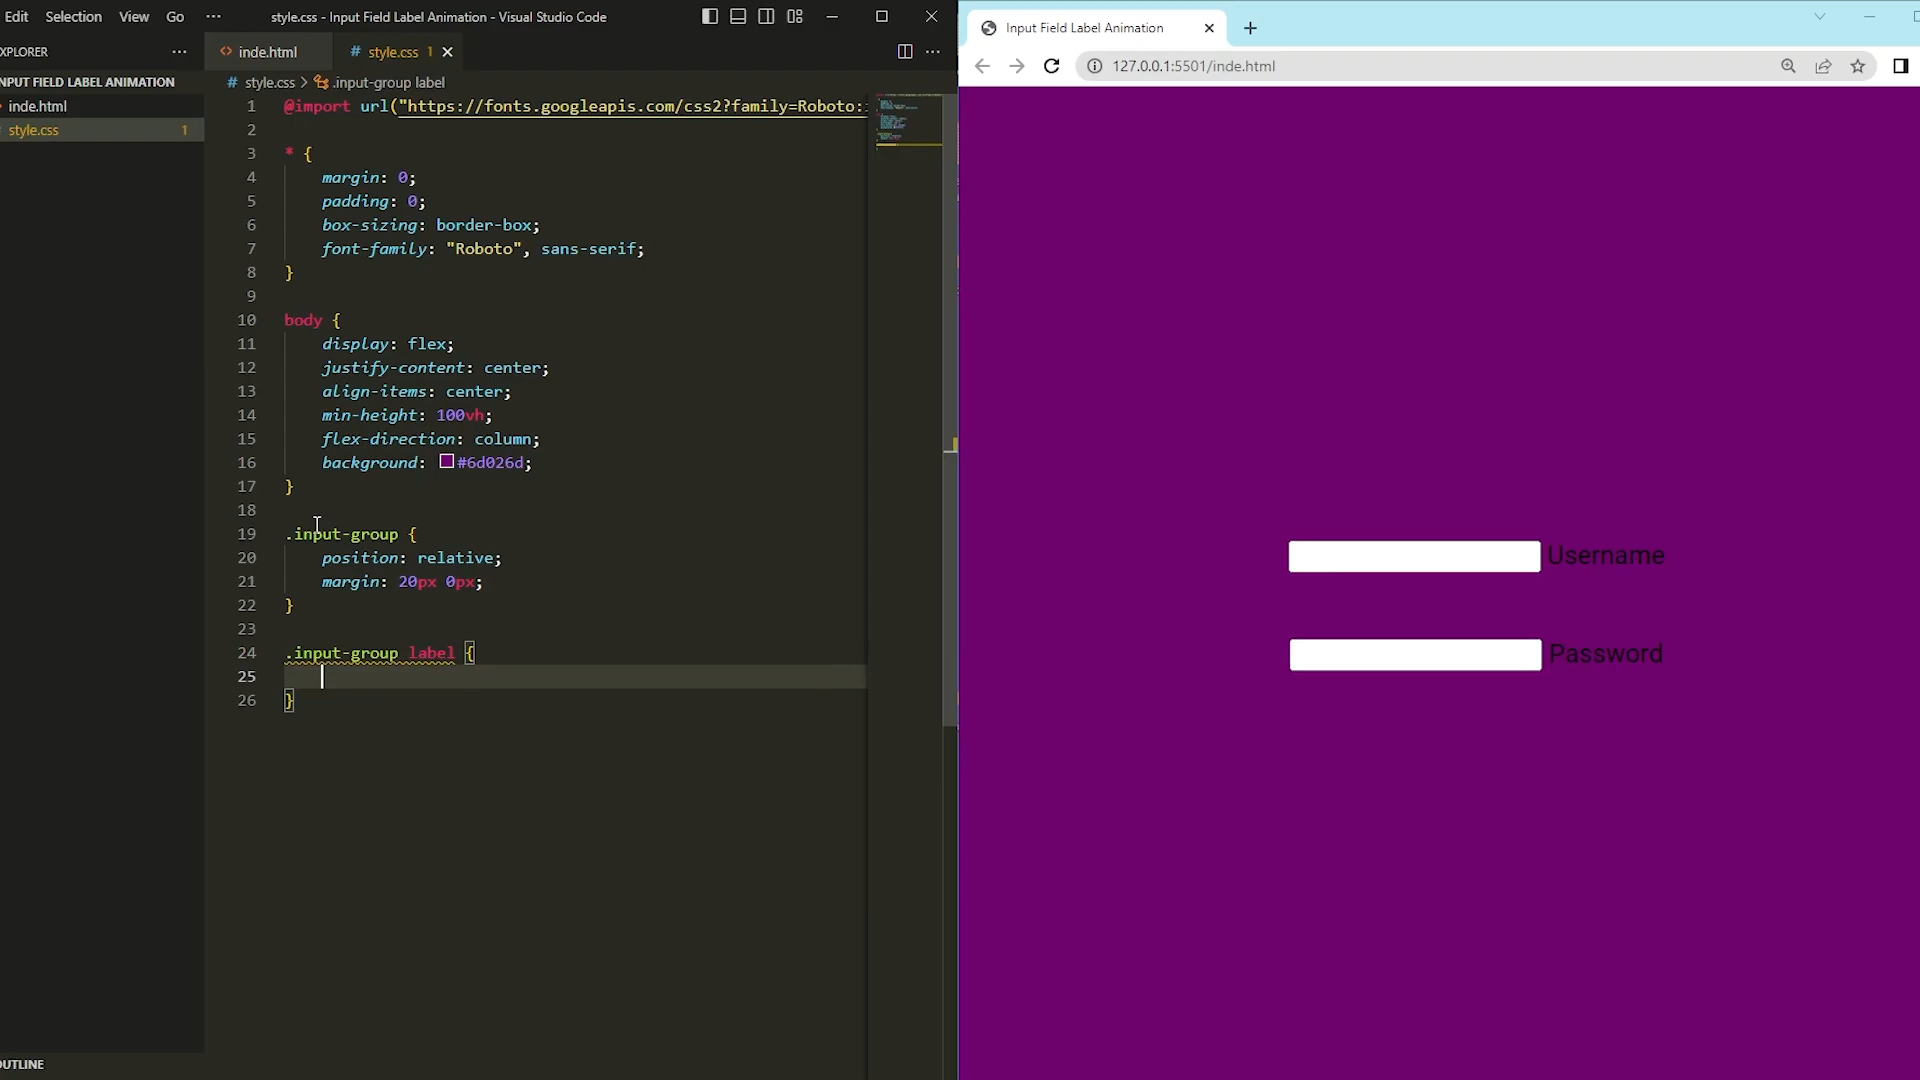 Edit Selection View Go ··· style.css - Input Field Label Animation - Visual Studio Code
XPLORER ···
NPUT FIELD LABEL ANIMATION
inde.html
style.css 1
OUTLINE
<> inde.html # style.css 1
# style.css > .input-group label
1 @import url("https://fonts.googleapis.com/css2?family=Roboto:
2
3 * {
4 margin: 0;
5 padding: 0;
6 box-sizing: border-box;
7 font-family: "Roboto", sans-serif;
8 }
9
10 body {
11 display: flex;
12 justify-content: center;
13 align-items: center;
14 min-height: 100vh;
15 flex-direction: column;
16 background: #6d026d;
17 }
18
19 .input-group {
20 position: relative;
21 margin: 20px 0px;
22 }
23
24 .input-group label {
25
26 }
Input Field Label Animation
127.0.0.1:5501/inde.html
Username
Password